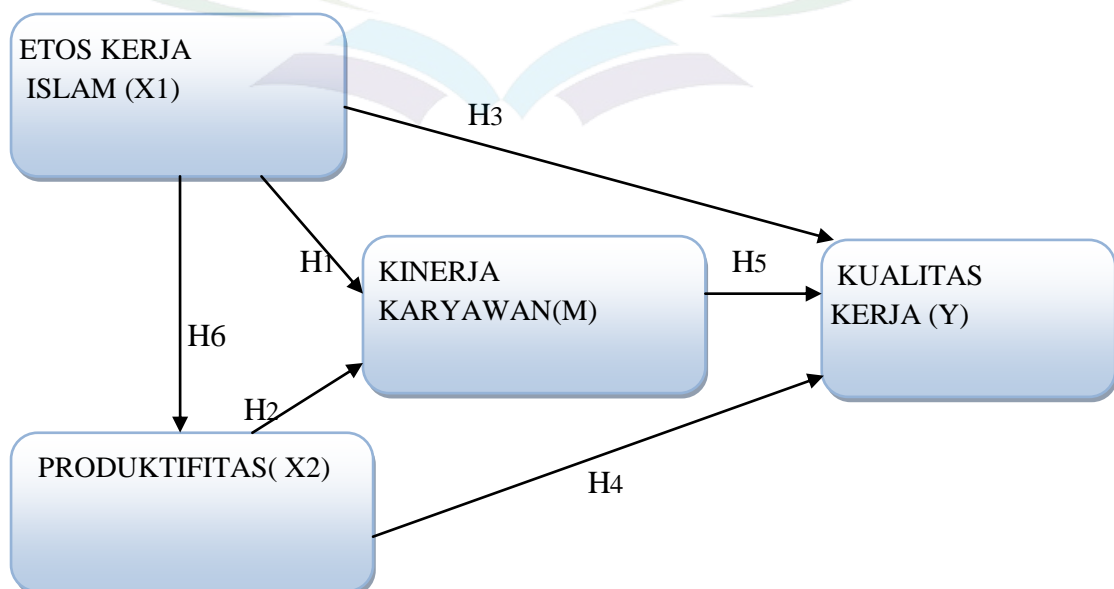 ETOS KERJA
ISLAM (X1)
H3
H1
KINERJA
KARYAWAN(M)
H5
KUALITAS
KERJA (Y)
H6
H2
PRODUKTIFITAS( X2)
H4